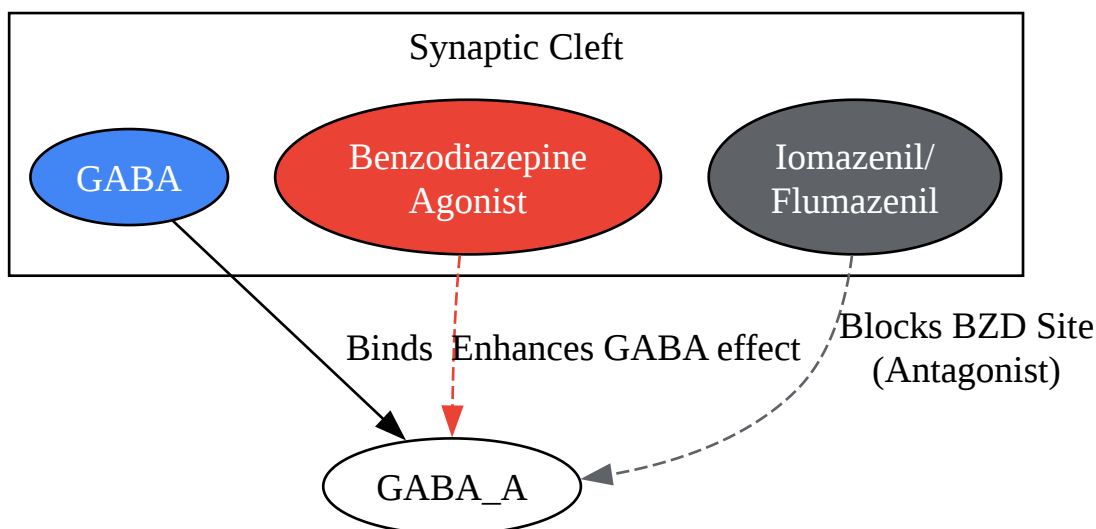 Synaptic Cleft
GABA
Benzodiazepine
Agonist
Iomazenil/
Flumazenil
Binds
Enhances GABA effect
Blocks BZD Site
(Antagonist)
GABA_A